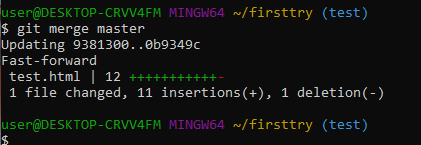 user@DESKTOP-CRVV4FM MINGW64 ~/firsttry (test)
$ git merge master
Updating 9381300..0b9349c
Fast-forward
 test.html | 12 +++++++++++-
 1 file changed, 11 insertions(+), 1 deletion(-)
user@DESKTOP-CRVV4FM MINGW64 ~/firsttry (test)
$